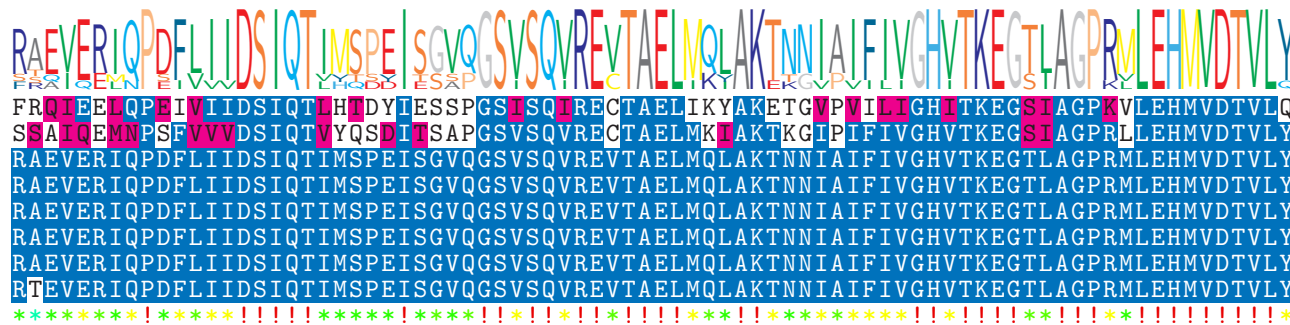 RAEVERIQPDFLIIDSIQTIMSPEISGVQGSVSQVREVTAELMQLAKTNNIAIFIVGHVTKEGTLAGPRMLEHMVDTVLY
FRQIEELQPEIVIIDSIQTLHTDYIESSPGSISQIRECTAELIKYAKETGVPVILIGHITKEGSIAGPKVLEHMVDTVLQ
SSAIQEMNPSFVVVDSIQTVYQSDITSAPGSVSQVRECTAELMKIAKTKGIPIFIVGHVTKEGSIAGPRLLEHMVDTVLY
RAEVERIQPDFLIIDSIQTIMSPEISGVQGSVSQVREVTAELMQLAKTNNIAIFIVGHVTKEGTLAGPRMLEHMVDTVLY
RAEVERIQPDFLIIDSIQTIMSPEISGVQGSVSQVREVTAELMQLAKTNNIAIFIVGHVTKEGTLAGPRMLEHMVDTVLY
RAEVERIQPDFLIIDSIQTIMSPEISGVQGSVSQVREVTAELMQLAKTNNIAIFIVGHVTKEGTLAGPRMLEHMVDTVLY
RAEVERIQPDFLIIDSIQTIMSPEISGVQGSVSQVREVTAELMQLAKTNNIAIFIVGHVTKEGTLAGPRMLEHMVDTVLY
RAEVERIQPDFLIIDSIQTIMSPEISGVQGSVSQVREVTAELMQLAKTNNIAIFIVGHVTKEGTLAGPRMLEHMVDTVLY
RTEVERIQPDFLIIDSIQTIMSPEISGVQGSVSQVREVTAELMQLAKTNNIAIFIVGHVTKEGTLAGPRMLEHMVDTVLY
********!*****!!!!!*****!****!!*!!*!!*!!!!***!!*********!!*!!!!**!!!**!!!!!!!!!*